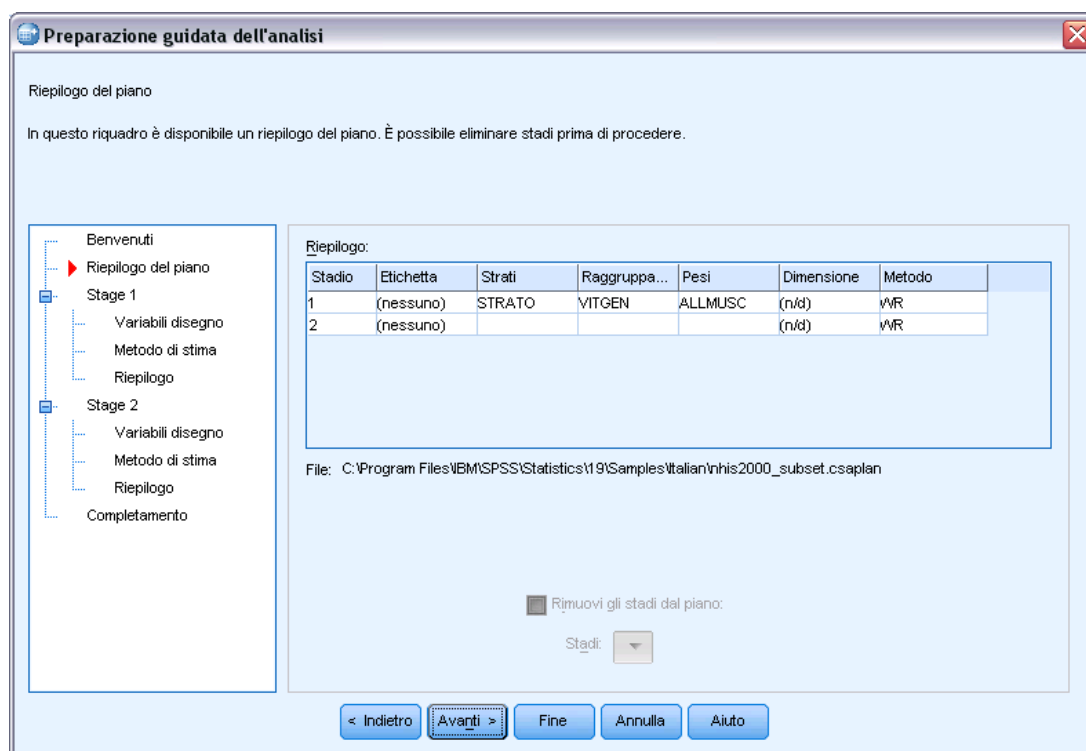 Preparazione guidata dell'analisi
Riepilogo del piano
In questo riquadro è disponibile un riepilogo del piano. È possibile eliminare stadi prima di procedere.
Benvenuti
Riepilogo del piano
Stage 1
Variabili disegno
Metodo di stima
Riepilogo
Stage 2
Variabili disegno
Metodo di stima
Riepilogo
Completamento
Riepilogo:
Stadio Etichetta Strati Raggruppa... Pesi Dimensione Metodo
1 (nessuno) STRATO VITGEN ALLMUSC (n/d) WR
2 (nessuno) (n/d) WR
File: C:\Program Files\IBM\SPSS\Statistics\19\Samples\Italian\nhis2000_subset.csaplan
Rimuovi gli stadi dal piano:
Stadi:
< Indietro Avanti > Fine Annulla Aiuto